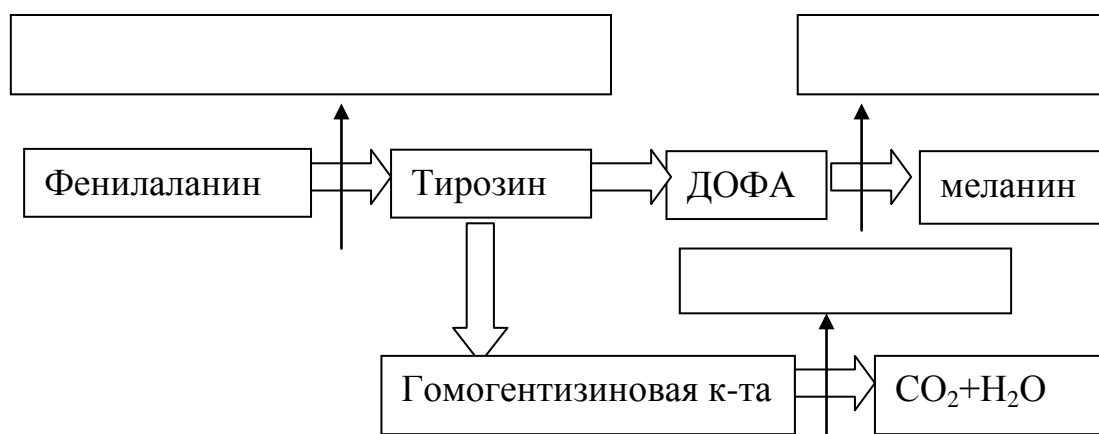 Фенилаланин
Тирозин
ДОФА
меланин
Гомогентизиновая к-та
CO₂+H₂O